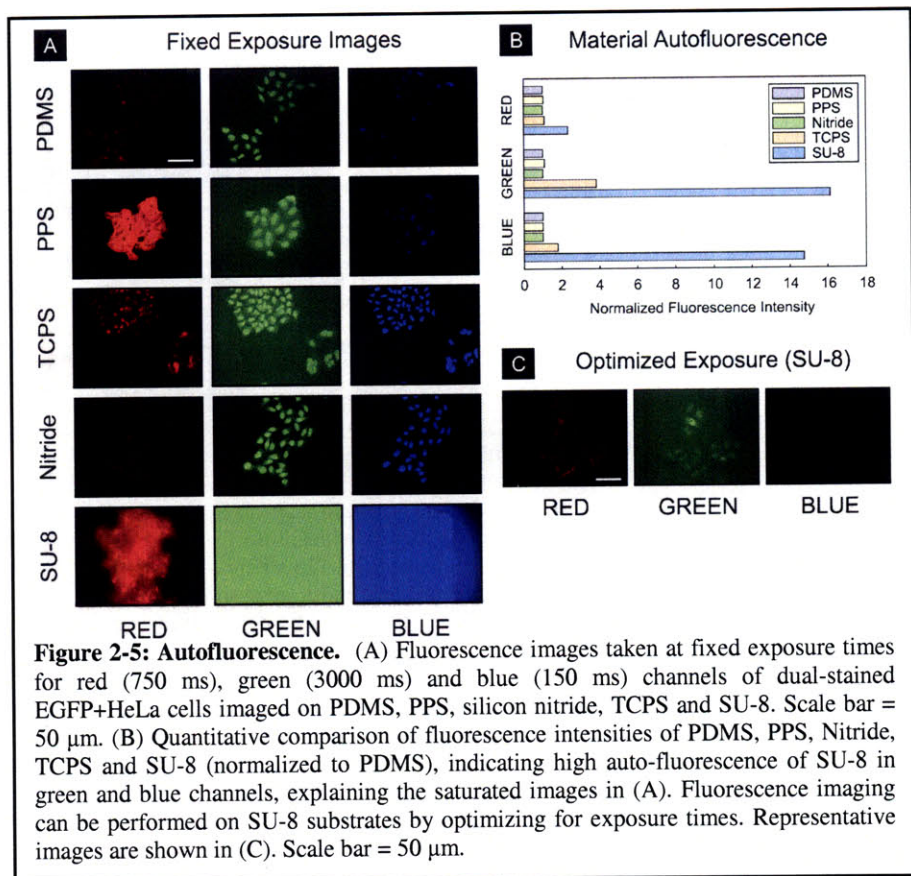 A
Fixed Exposure Images
PDMS
PPS
TCPS
Nitride
SU-8
RED GREEN BLUE
B
Material Autofluorescence
RED
GREEN
BLUE
PDMS
PPS
Nitride
TCPS
SU-8
0 2 4 6 8 10 12 14 16 18
Normalized Fluorescence Intensity
C
Optimized Exposure (SU-8)
RED GREEN BLUE
Figure 2-5: Autofluorescence. (A) Fluorescence images taken at fixed exposure times
for red (750 ms), green (3000 ms) and blue (150 ms) channels of dual-stained
EGFP+HeLa cells imaged on PDMS, PPS, silicon nitride, TCPS and SU-8. Scale bar =
50 μm. (B) Quantitative comparison of fluorescence intensities of PDMS, PPS, Nitride,
TCPS and SU-8 (normalized to PDMS), indicating high auto-fluorescence of SU-8 in
green and blue channels, explaining the saturated images in (A). Fluorescence imaging
can be performed on SU-8 substrates by optimizing for exposure times. Representative
images are shown in (C). Scale bar = 50 μm.